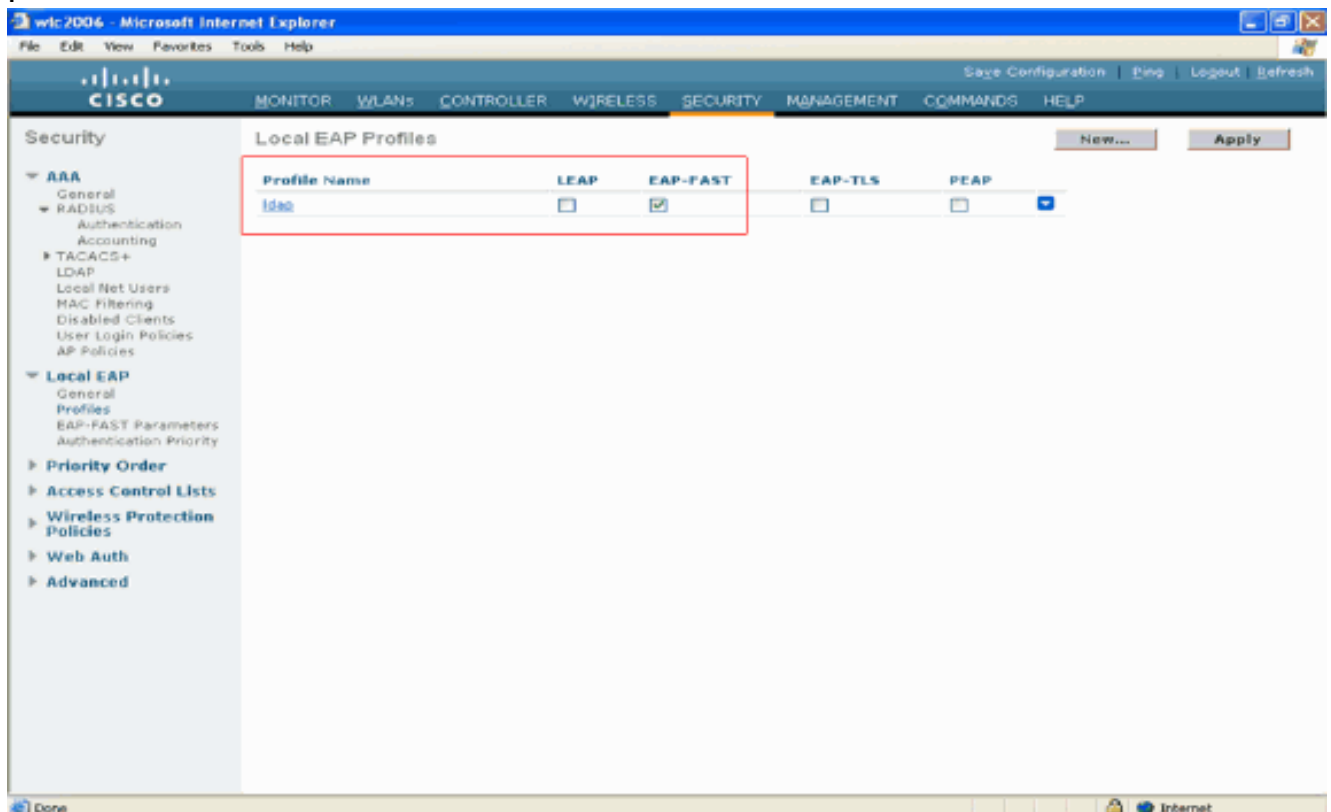 wlc2006 - Microsoft Internet Explorer
File Edit View Favorites Tools Help
Save Configuration | Ping | Logout | Refresh
CISCO
MONITOR WLANs CONTROLLER WIRELESS SECURITY MANAGEMENT COMMANDS HELP
Security
AAA
General
RADIUS
Authentication
Accounting
TACACS+
LDAP
Local Net Users
MAC Filtering
Disabled Clients
User Login Policies
AP Policies
Local EAP
General
Profiles
EAP-FAST Parameters
Authentication Priority
Priority Order
Access Control Lists
Wireless Protection
Policies
Web Auth
Advanced
Local EAP Profiles
New...
Apply
Profile Name LEAP EAP-FAST EAP-TLS PEAP
ldap
Done
Internet